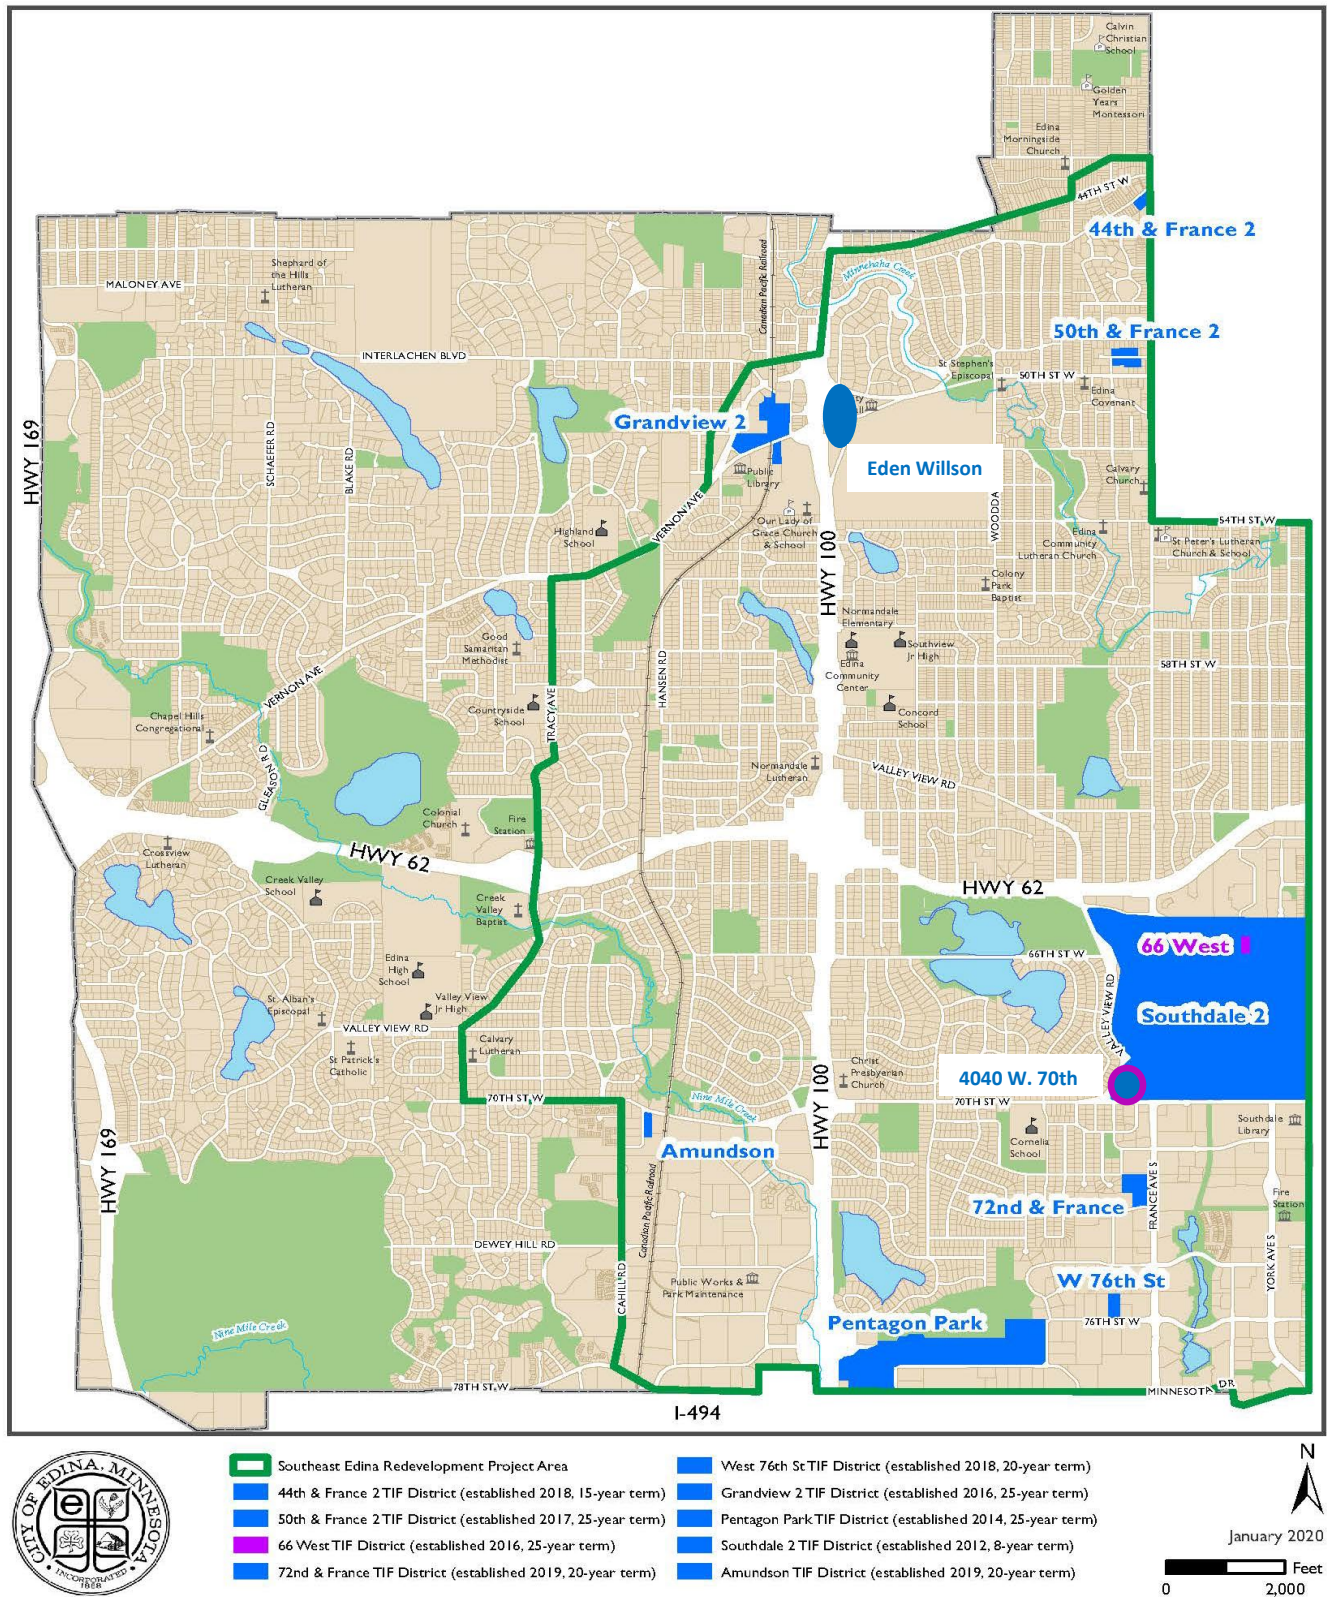 Calvin
Christian
School
Golden
Years
Montessori
Edina
Morningside
Church
44TH ST W
44th & France 2
Shephard of
the Hills
Lutheran
MALONEY AVE
Canadian Pacific Railroad
Minnehaha Creek
50th & France 2
INTERLACHEN BLVD
St Stephen's
Episcopal
50TH ST W
Edina
Covenant
Grandview 2
HWY 169
SCHAEFER RD
BLAKE RD
Eden Willson
Public
Library
Calvary
Church
VERNON AVE
WOODDA
Highland
School
Our Lady of
Grace Church
& School
HWY 100
Edina
Community
Lutheran Church
54TH ST W
St Peter's Lutheran
Church & School
Colony
Park
Baptist
Normandale
Elementary
Southview
Jr High
Good
Samaritan
Methodist
Edina
Community
Center
58TH ST W
HANSEN RD
VERNON AVE
TRACY AVE
Countryside
School
Concord
School
Chapel Hills
Congregational
GLEASON RD
Normandale
Lutheran
VALLEY VIEW RD
Colonial
Church
Fire
Station
Crossview
Lutheran
HWY 62
HWY 62
Creek Valley
School
Creek
Valley
Baptist
66 West
66TH ST W
Edina
High
School
VALLEY VIEW RD
St. Alban's
Episcopal
Valley View
Jr High
Southdale 2
VALLEY VIEW RD
Calvary
Lutheran
St Patrick's
Catholic
Christ
Presbyterian
Church
4040 W. 70th
HWY 100
70TH ST W
Nine Mile Creek
70TH ST W
Southdale
Library
Cornelia
School
Amundson
HWY 169
Canadian Pacific Railroad
72nd & France
FRANCE AVE S
Fire
Station
DEWEY HILL RD
YORK AVE S
CAHILL RD
Public Works &
Park Maintenance
W 76th St
Nine Mile Creek
Pentagon Park
76TH ST W
78TH ST W
MINNESOTA DR
I-494
CITY OF EDINA, MINNESOTA
e
INCORPORATED
1888
Southeast Edina Redevelopment Project Area
44th & France 2 TIF District (established 2018, 15-year term)
50th & France 2 TIF District (established 2017, 25-year term)
66 West TIF District (established 2016, 25-year term)
72nd & France TIF District (established 2019, 20-year term)
West 76th St TIF District (established 2018, 20-year term)
Grandview 2 TIF District (established 2016, 25-year term)
Pentagon Park TIF District (established 2014, 25-year term)
Southdale 2 TIF District (established 2012, 8-year term)
Amundson TIF District (established 2019, 20-year term)
N
January 2020
Feet
0 2,000